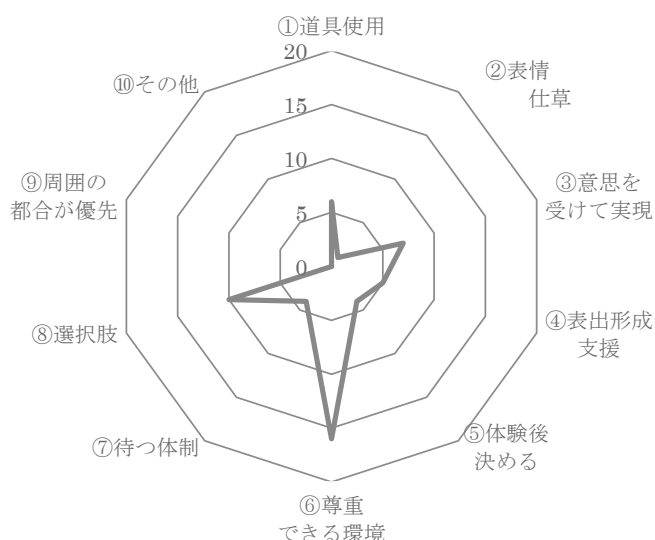 ①道具使用
20
15
10
5
0
②表情
仕草
③意思を
受けて実現
④表出形成
支援
⑤体験後
決める
⑥尊重
できる環境
⑦待つ体制
⑧選択肢
⑨周囲の
都合が優先
⑩その他